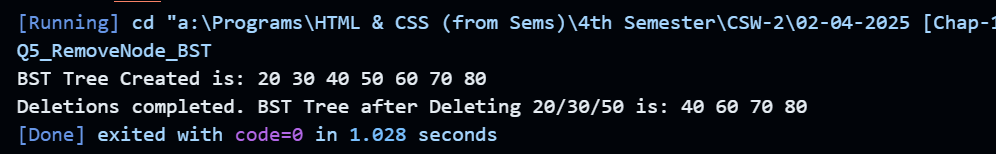 [Running] cd "a:\Programs\HTML & CSS (from Sems)\4th Semester\CSW-2\02-04-2025 [Chap-1
Q5_RemoveNode_BST
BST Tree Created is: 20 30 40 50 60 70 80
Deletions completed. BST Tree after Deleting 20/30/50 is: 40 60 70 80
[Done] exited with code=0 in 1.028 seconds